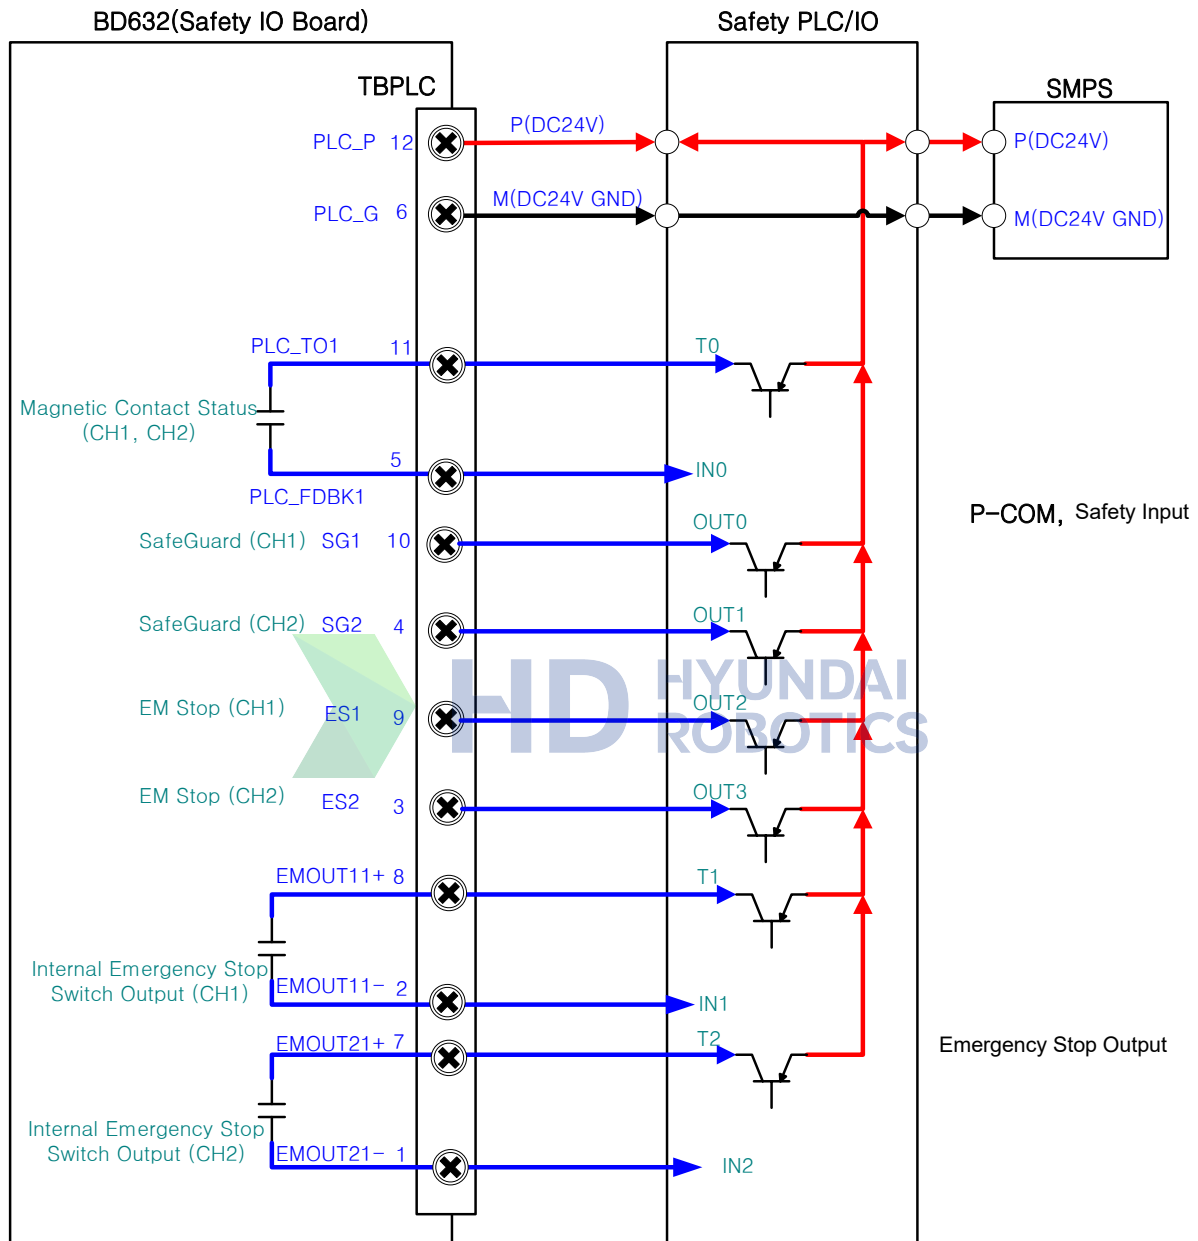 BD632(Safety IO Board)
Safety PLC/IO
TBPLC
SMPS
PLC_P 12
P(DC24V)
P(DC24V)
PLC_G 6
M(DC24V GND)
M(DC24V GND)
PLC_TO1 11
T0
Magnetic Contact Status
(CH1, CH2)
5
IN0
PLC_FDBK1
P-COM, Safety Input
OUT0
SafeGuard (CH1) SG1 10
OUT1
SafeGuard (CH2) SG2 4
HD HYUNDAI
ROBOTICS
OUT2
EM Stop (CH1) ES1 9
OUT3
EM Stop (CH2) ES2 3
EMOUT11+ 8
T1
Internal Emergency Stop
Switch Output (CH1)
EMOUT11- 2
IN1
EMOUT21+ 7
T2
Emergency Stop Output
Internal Emergency Stop
Switch Output (CH2)
EMOUT21- 1
IN2